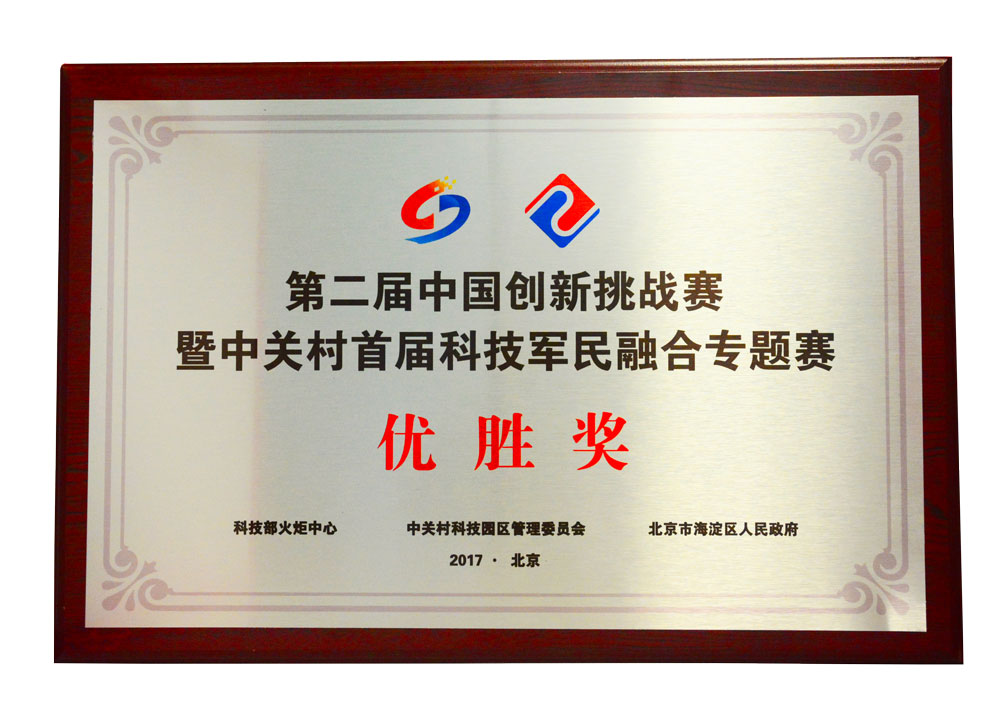 第二届中国创新挑战赛
暨中关村首届科技军民融合专题赛
优胜奖
科技部火炬中心 中关村科技园区管理委员会 北京市海淀区人民政府
2017 · 北京